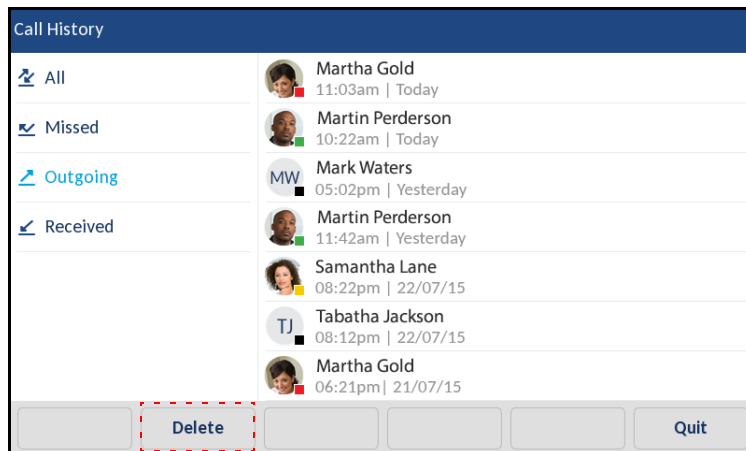 Call History
All
Missed
Outgoing
Received
Martha Gold
11:03am | Today
Martin Perderson
10:22am | Today
MW
Mark Waters
05:02pm | Yesterday
Martin Perderson
11:42am | Yesterday
Samantha Lane
08:22pm | 22/07/15
TJ
Tabatha Jackson
08:12pm | 22/07/15
Martha Gold
06:21pm| 21/07/15
Delete
Quit